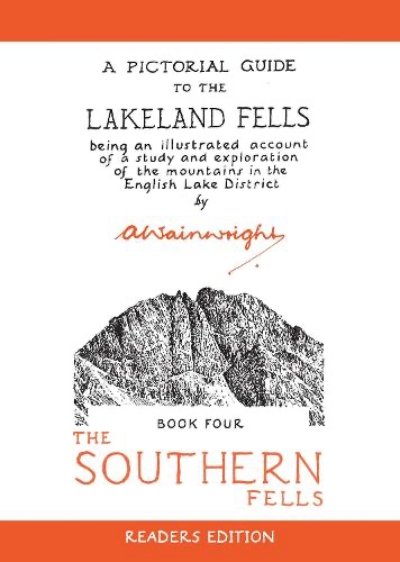 A PICTORIAL GUIDE
TO THE
LAKELAND FELLS
being an illustrated account
of a study and exploration
of the mountains in the
English Lake District
by
AWainwright
BOOK FOUR
THE
SOUTHERN
FELLS
READERS EDITION